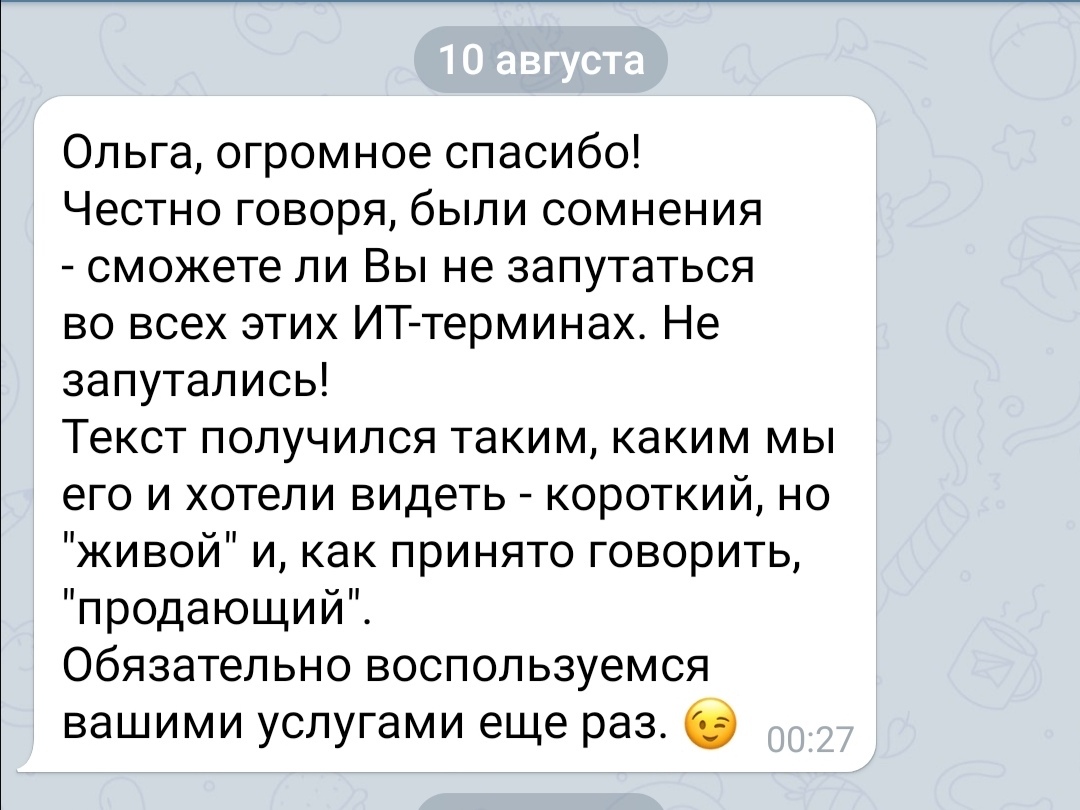 10 августа
Ольга, огромное спасибо!
Честно говоря, были сомнения
- сможете ли Вы не запутаться
во всех этих ИТ-терминах. Не
запутались!
Текст получился таким, каким мы
его и хотели видеть - короткий, но
"живой" и, как принято говорить,
"продающий".
Обязательно воспользуемся
вашими услугами еще раз. 😉 00:27